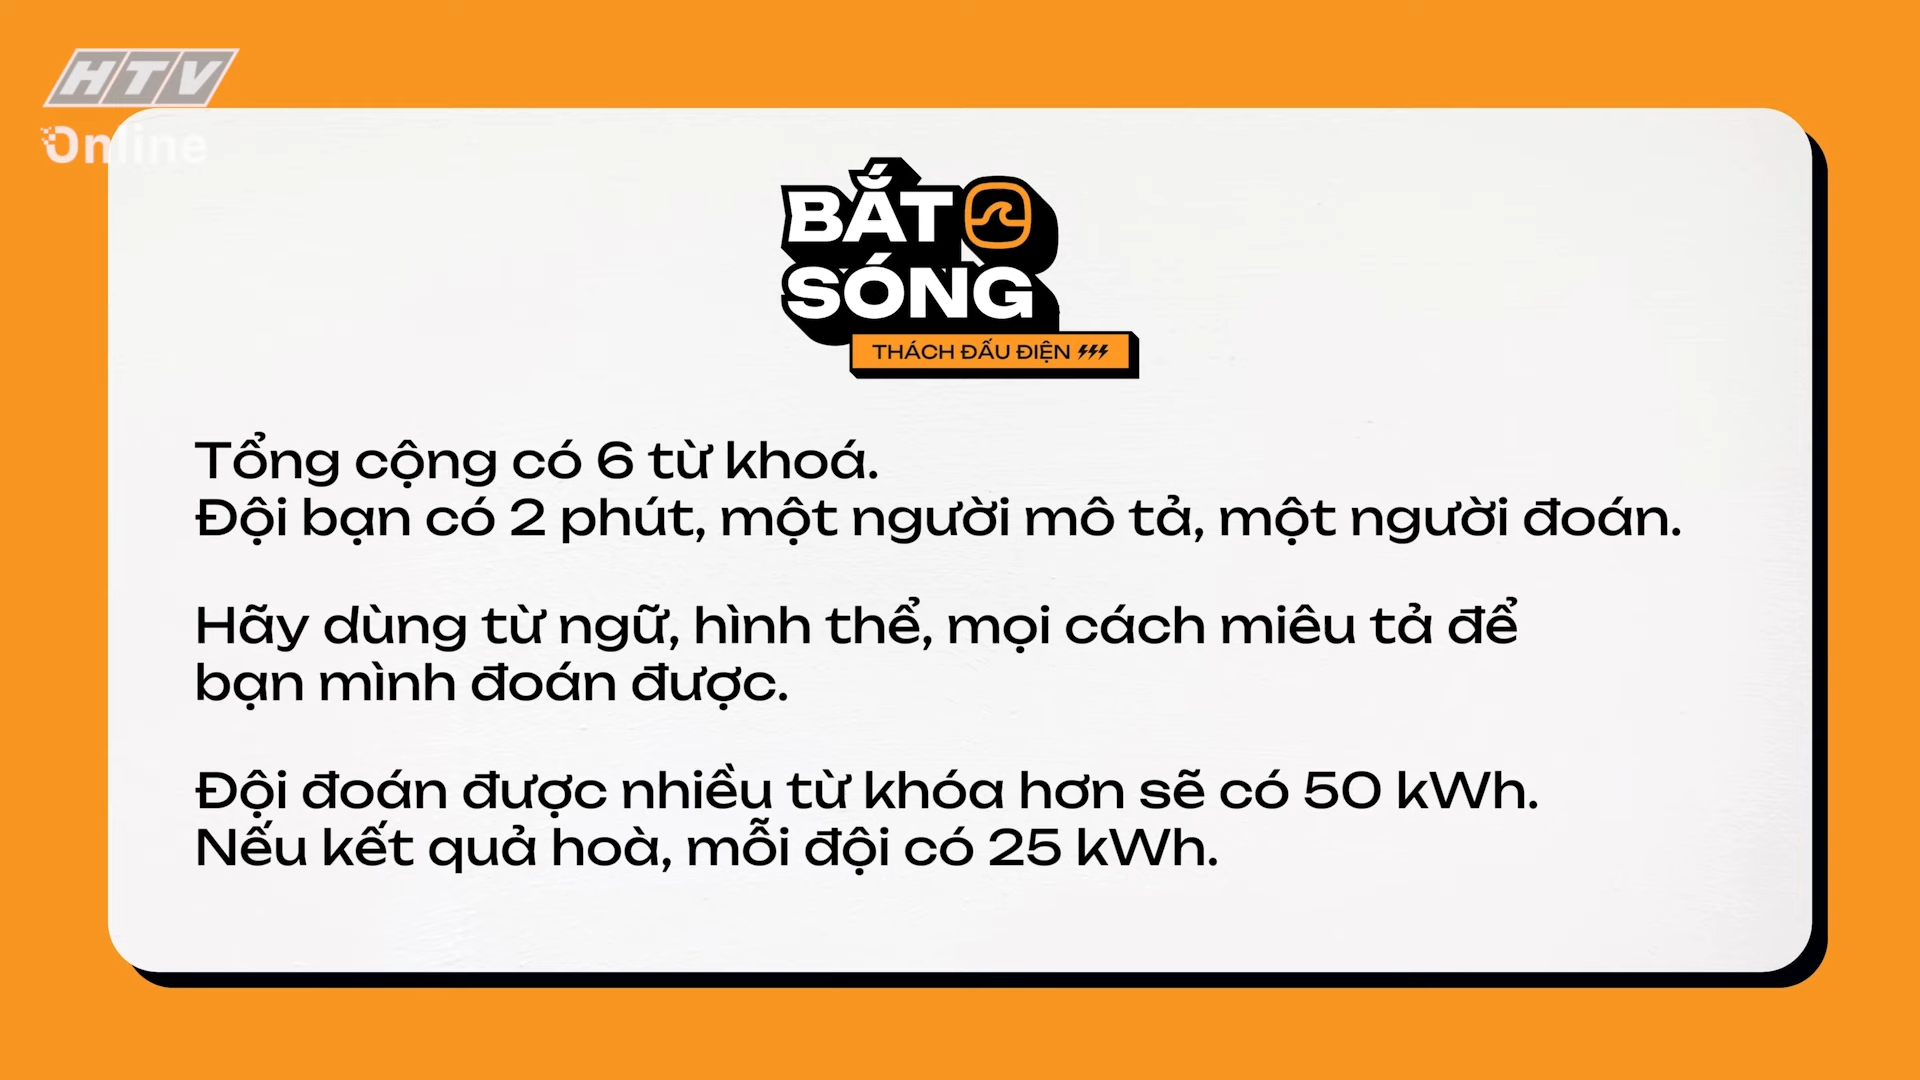 HTV
Online
BẮT
SÓNG
THÁCH ĐẤU ĐIỆN
Tổng cộng có 6 từ khoá.
Đội bạn có 2 phút, một người mô tả, một người đoán.
Hãy dùng từ ngữ, hình thể, mọi cách miêu tả để
bạn mình đoán được.
Đội đoán được nhiều từ khóa hơn sẽ có 50 kWh.
Nếu kết quả hoà, mỗi đội có 25 kWh.